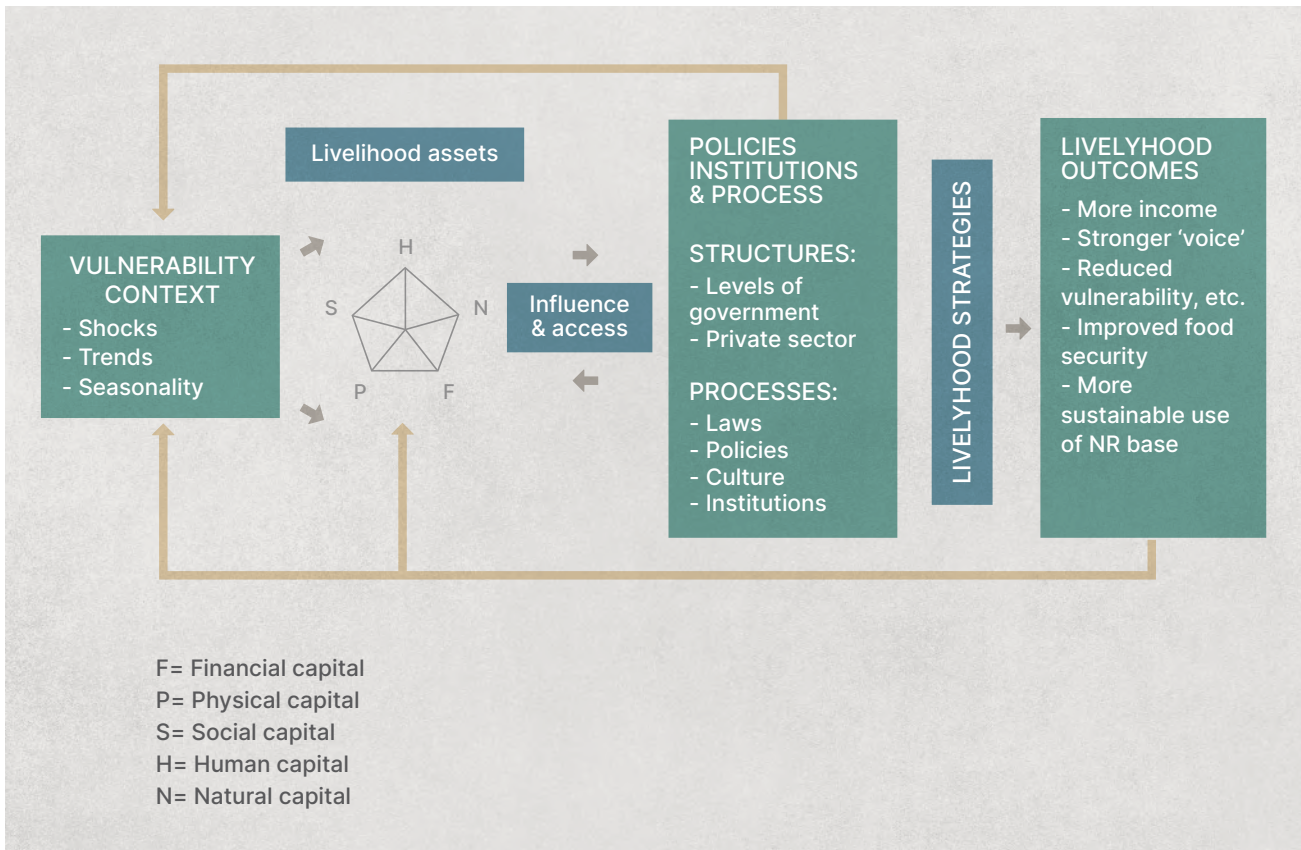 Livelihood assets
VULNERABILITY
CONTEXT
- Shocks
- Trends
- Seasonality
H
S
N
P
F
Influence
& access
POLICIES
INSTITUTIONS
& PROCESS
STRUCTURES:
- Levels of
government
- Private sector
PROCESSES:
- Laws
- Policies
- Culture
- Institutions
LIVELYHOOD STRATEGIES
LIVELYHOOD
OUTCOMES
- More income
- Stronger ‘voice’
- Reduced
vulnerability, etc.
- Improved food
security
- More
sustainable use
of NR base
F= Financial capital
P= Physical capital
S= Social capital
H= Human capital
N= Natural capital